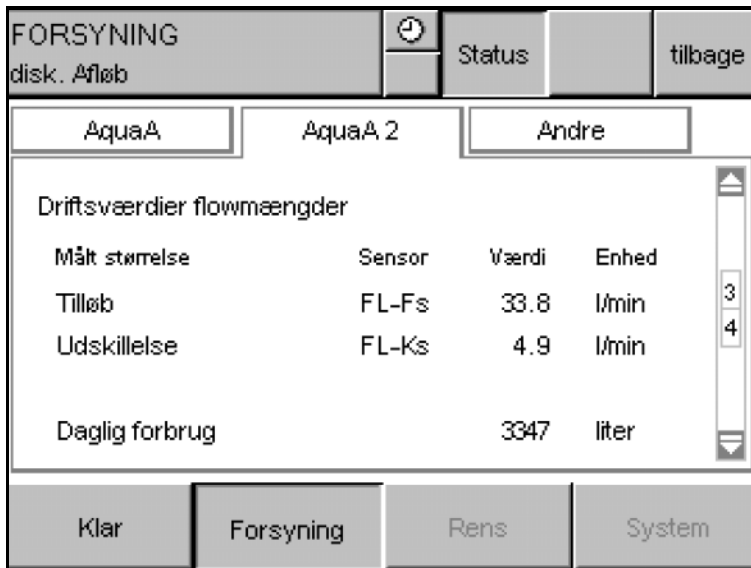 FORSYNING
disk. Afløb
Status
tilbage
AquaA
AquaA 2
Andre
Driftsværdier flowmængder
Målt størrelse Sensor Værdi Enhed
Tilløb FL-Fs 33.8 l/min
Udskillelse FL-Ks 4.9 l/min
Daglig forbrug 3347 liter
3
4
Klar
Forsyning
Rens
System